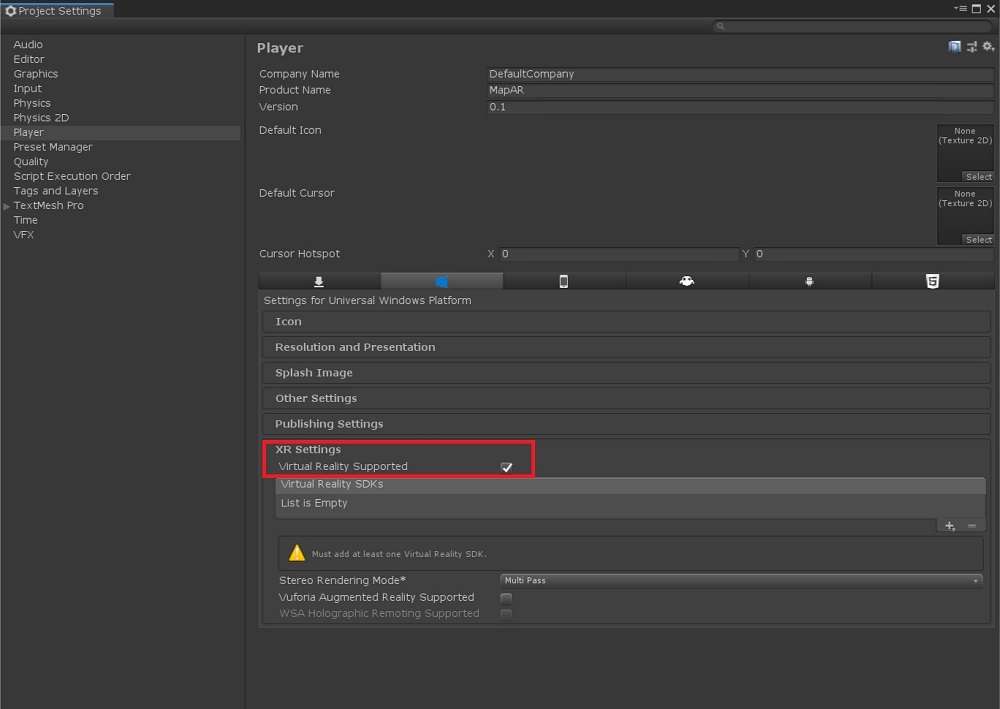 Project Settings
Audio
Editor
Graphics
Input
Physics
Physics 2D
Player
Preset Manager
Quality
Script Execution Order
Tags and Layers
TextMesh Pro
Time
VFX
Player
Company Name DefaultCompany
Product Name MapAR
Version 0.1
Default Icon
None
(Texture 2D)
Select
Default Cursor
None
(Texture 2D)
Select
Cursor Hotspot X 0 Y 0
Settings for Universal Windows Platform
Icon
Resolution and Presentation
Splash Image
Other Settings
Publishing Settings
XR Settings
Virtual Reality Supported
Virtual Reality SDKs
List is Empty
Must add at least one Virtual Reality SDK.
Stereo Rendering Mode* Multi Pass
Vuforia Augmented Reality Supported
WSA Holographic Remoting Supported